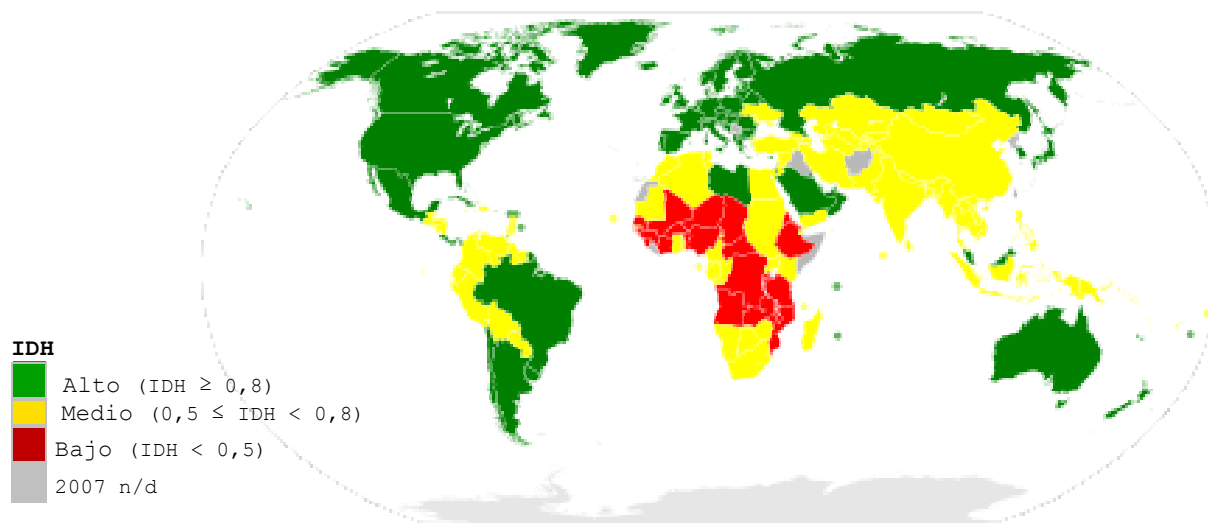 IDH
Alto (IDH ≥ 0,8)
Medio (0,5 ≤ IDH < 0,8)
Bajo (IDH < 0,5)
2007 n/d